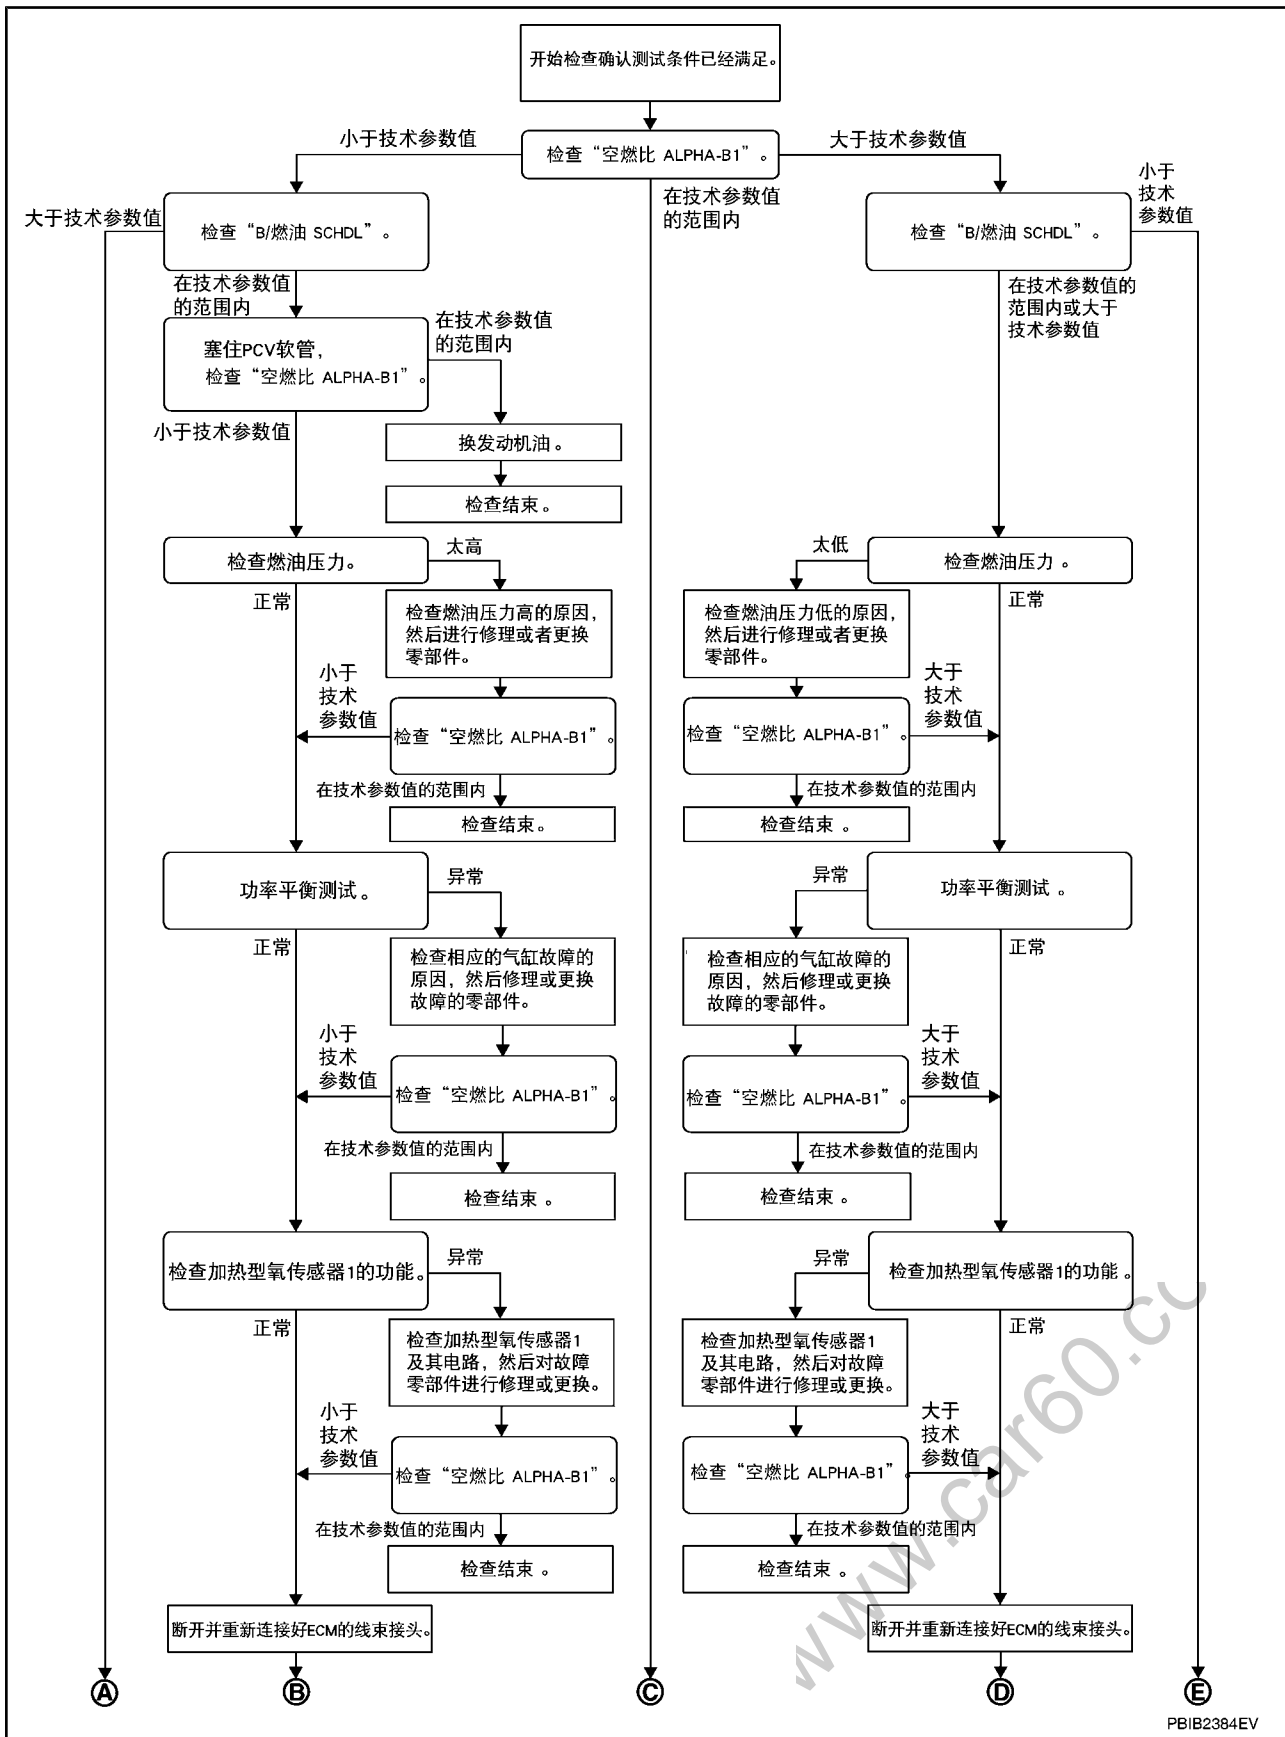 开始检查确认测试条件已经满足。
小于技术参数值
检查“空燃比 ALPHA-B1”。
大于技术参数值
在技术参数值
的范围内
小于
技术
参数值
大于技术参数值
检查“B/燃油 SCHDL”。
检查“B/燃油 SCHDL”。
在技术参数值
的范围内
在技术参数值的
范围内或大于
技术参数值
塞住PCV软管，
检查“空燃比 ALPHA-B1”。
在技术参数值
的范围内
小于技术参数值
换发动机油。
检查结束。
检查燃油压力。
太高
太低
检查燃油压力。
正常
正常
检查燃油压力高的原因，
然后进行修理或者更换
零部件。
检查燃油压力低的原因，
然后进行修理或者更换
零部件。
小于
技术
参数值
检查“空燃比 ALPHA-B1”。
检查“空燃比 ALPHA-B1”。
大于
技术
参数值
在技术参数值的范围内
在技术参数值的范围内
检查结束。
检查结束。
功率平衡测试。
异常
异常
功率平衡测试。
正常
正常
检查相应的气缸故障的
原因，然后修理或更换
故障的零部件。
检查相应的气缸故障的
原因，然后修理或更换
故障的零部件。
小于
技术
参数值
检查“空燃比 ALPHA-B1”。
检查“空燃比 ALPHA-B1”。
大于
技术
参数值
在技术参数值的范围内
在技术参数值的范围内
检查结束。
检查结束。
检查加热型氧传感器1的功能。
异常
异常
检查加热型氧传感器1的功能。
正常
正常
检查加热型氧传感器1
及其电路，然后对故障
零部件进行修理或更换。
检查加热型氧传感器1
及其电路，然后对故障
零部件进行修理或更换。
小于
技术
参数值
检查“空燃比 ALPHA-B1”。
检查“空燃比 ALPHA-B1”。
大于
技术
参数值
在技术参数值的范围内
在技术参数值的范围内
检查结束。
检查结束。
断开并重新连接好ECM的线束接头。
断开并重新连接好ECM的线束接头。
A
B
C
D
E
PBIB2384EV
www.car60.co